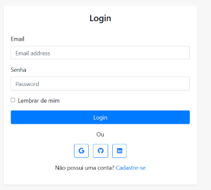 Login
Email
Email address
Senha
Password
Lembrar de mim
Login
Ou
Não possui uma conta? Cadastre-se